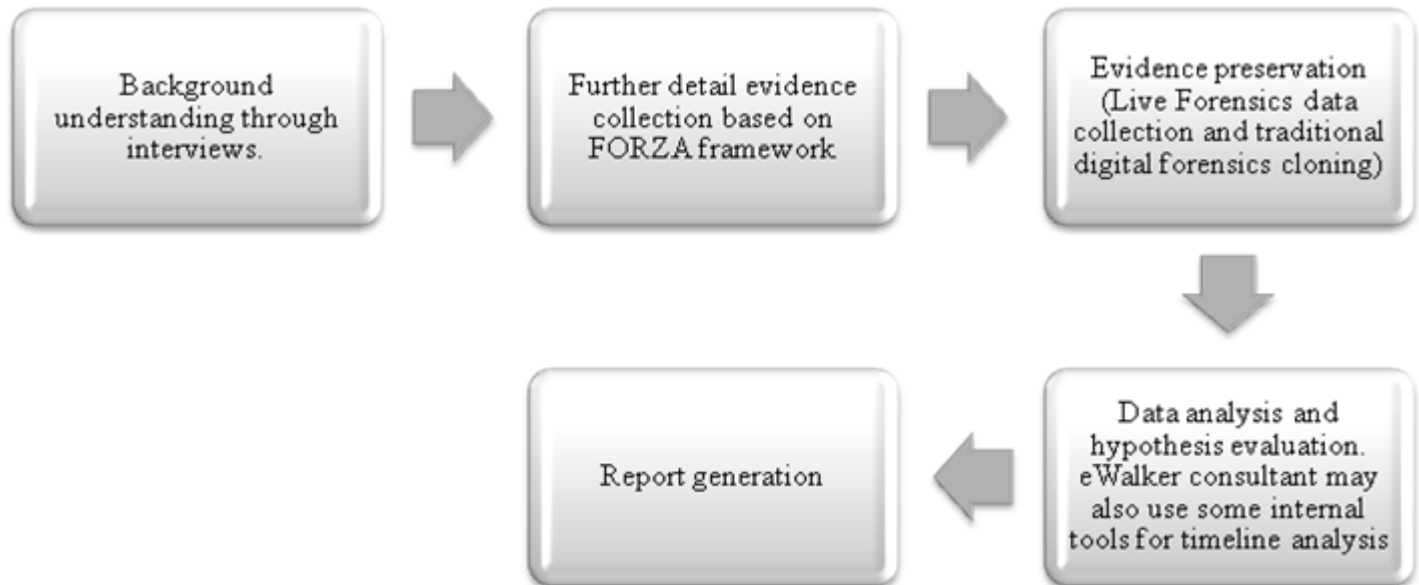 Background
understanding through
interviews.
Further detail evidence
collection based on
FORZA framework
Evidence preservation
(Live Forensics data
collection and traditional
digital forensics cloning)
Data analysis and
hypothesis evaluation.
eWalker consultant may
also use some internal
tools for timeline analysis
Report generation